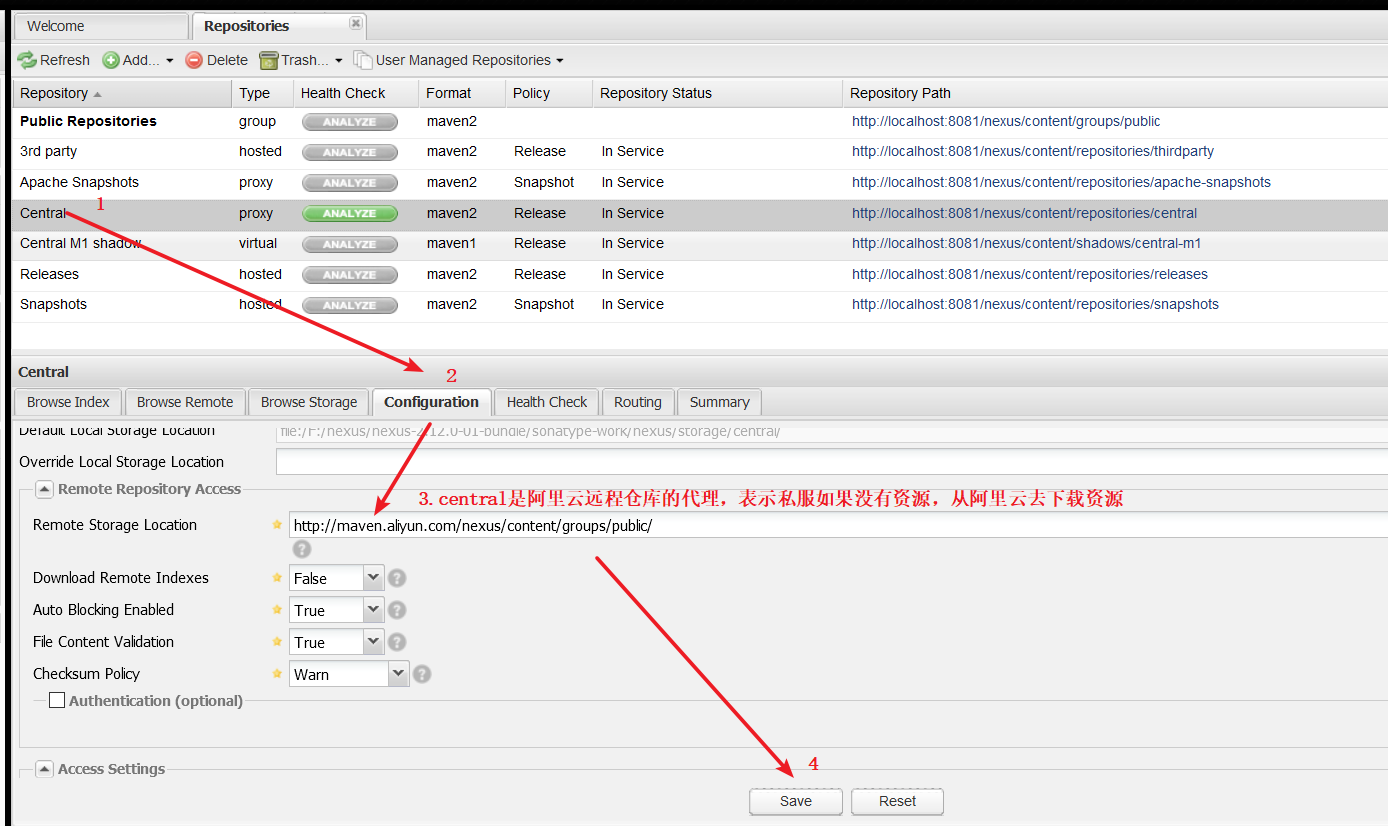 Welcome Repositories
Refresh Add... Delete Trash... User Managed Repositories
Repository Type Health Check Format Policy Repository Status Repository Path
Public Repositories group ANALYZE maven2 http://localhost:8081/nexus/content/groups/public
3rd party hosted ANALYZE maven2 Release In Service http://localhost:8081/nexus/content/repositories/thirdparty
Apache Snapshots proxy ANALYZE maven2 Snapshot In Service http://localhost:8081/nexus/content/repositories/apache-snapshots
Central 1 proxy ANALYZE maven2 Release In Service http://localhost:8081/nexus/content/repositories/central
Central M1 shadow virtual ANALYZE maven1 Release In Service http://localhost:8081/nexus/content/shadows/central-m1
Releases hosted ANALYZE maven2 Release In Service http://localhost:8081/nexus/content/repositories/releases
Snapshots hosted ANALYZE maven2 Snapshot In Service http://localhost:8081/nexus/content/repositories/snapshots
Central 2
Browse Index Browse Remote Browse Storage Configuration Health Check Routing Summary
Default Local Storage Location file:/F:/nexus/nexus-2.12.0-01-bundle/sonatype-work/nexus/storage/central/
Override Local Storage Location
Remote Repository Access
3.central是阿里云远程仓库的代理，表示私服如果没有资源，从阿里云去下载资源
Remote Storage Location http://maven.aliyun.com/nexus/content/groups/public/
Download Remote Indexes False
Auto Blocking Enabled True
File Content Validation True
Checksum Policy Warn
Authentication (optional)
Access Settings 4
Save Reset